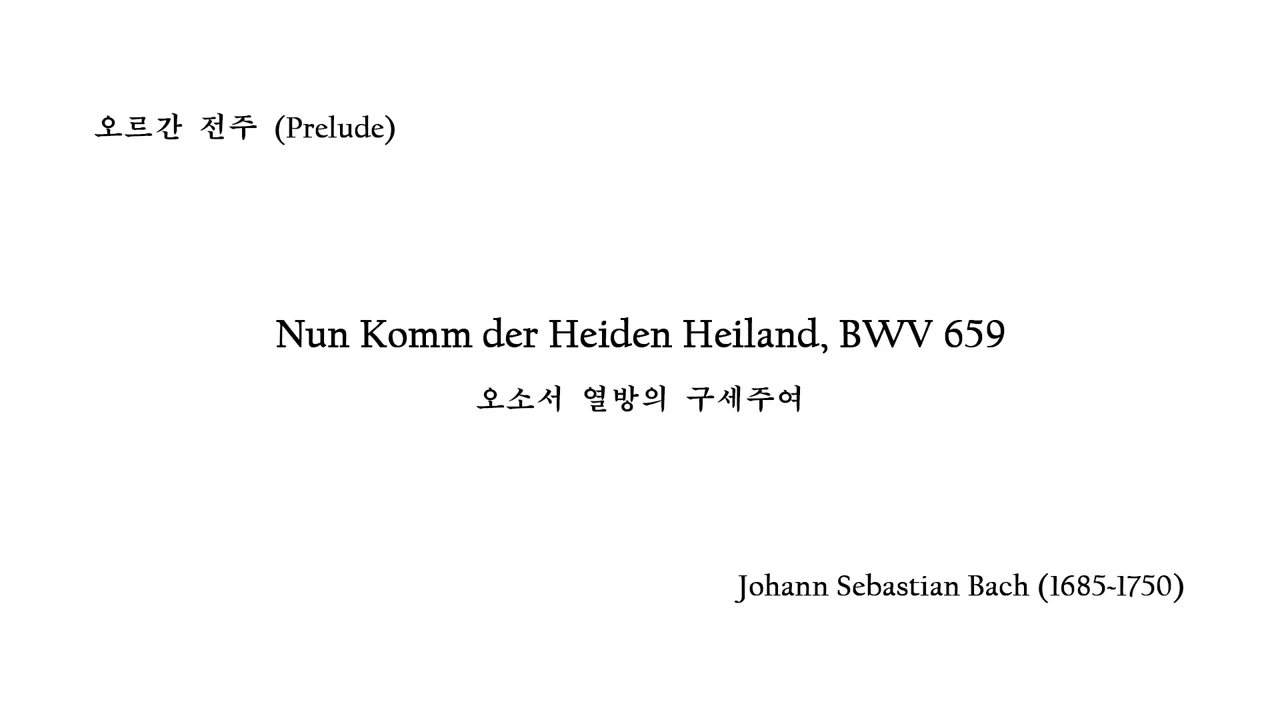 오르간 전주 (Prelude)
Nun Komm der Heiden Heiland, BWV 659
오소서 열방의 구세주여
Johann Sebastian Bach (1685~1750)